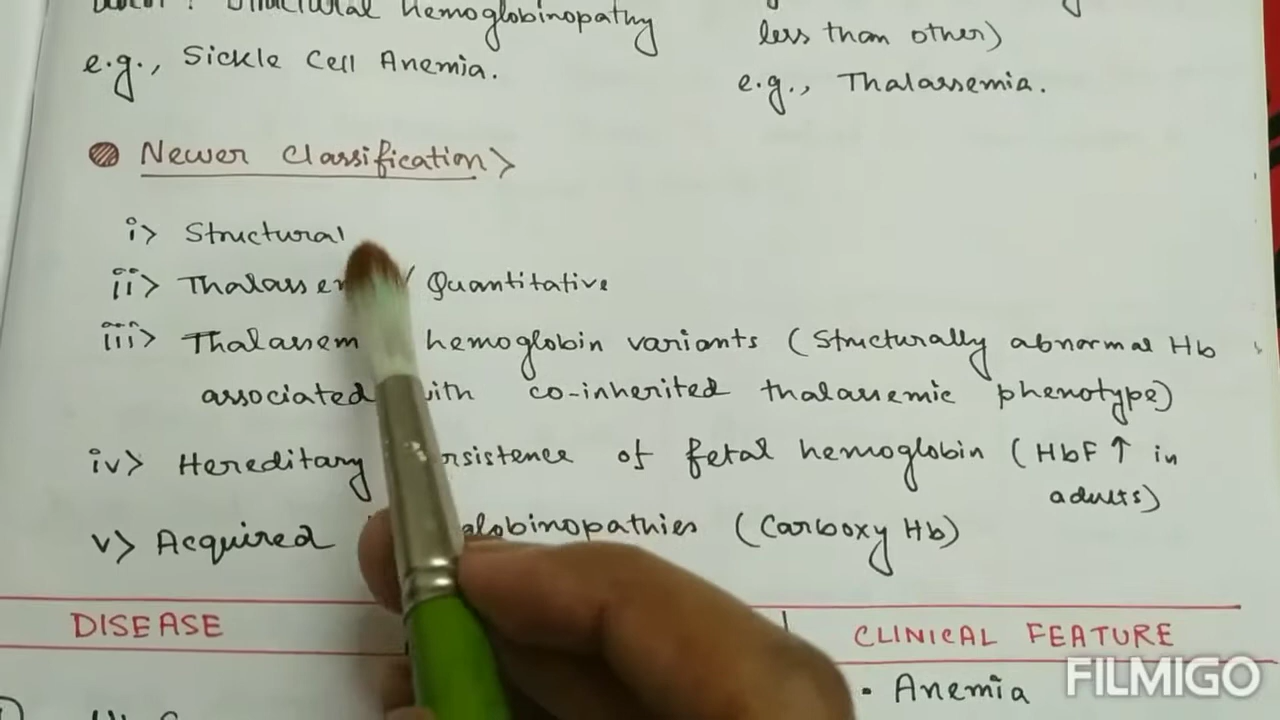 Structural hemoglobinopathy
e.g., Sickle Cell Anemia.
less than other)
e.g., Thalassemia.
Newer Classification>
i> Structural
ii> / Quantitative
iii> hemoglobin variants (Structurally abnormal Hb
associated with co-inherited thalassemic phenotype)
iv> Hereditary of fetal hemoglobin (HbF ↑ in
adults)
v> Acquired (Carboxy Hb)
DISEASE
CLINICAL FEATURE
• Anemia
FILMIGO